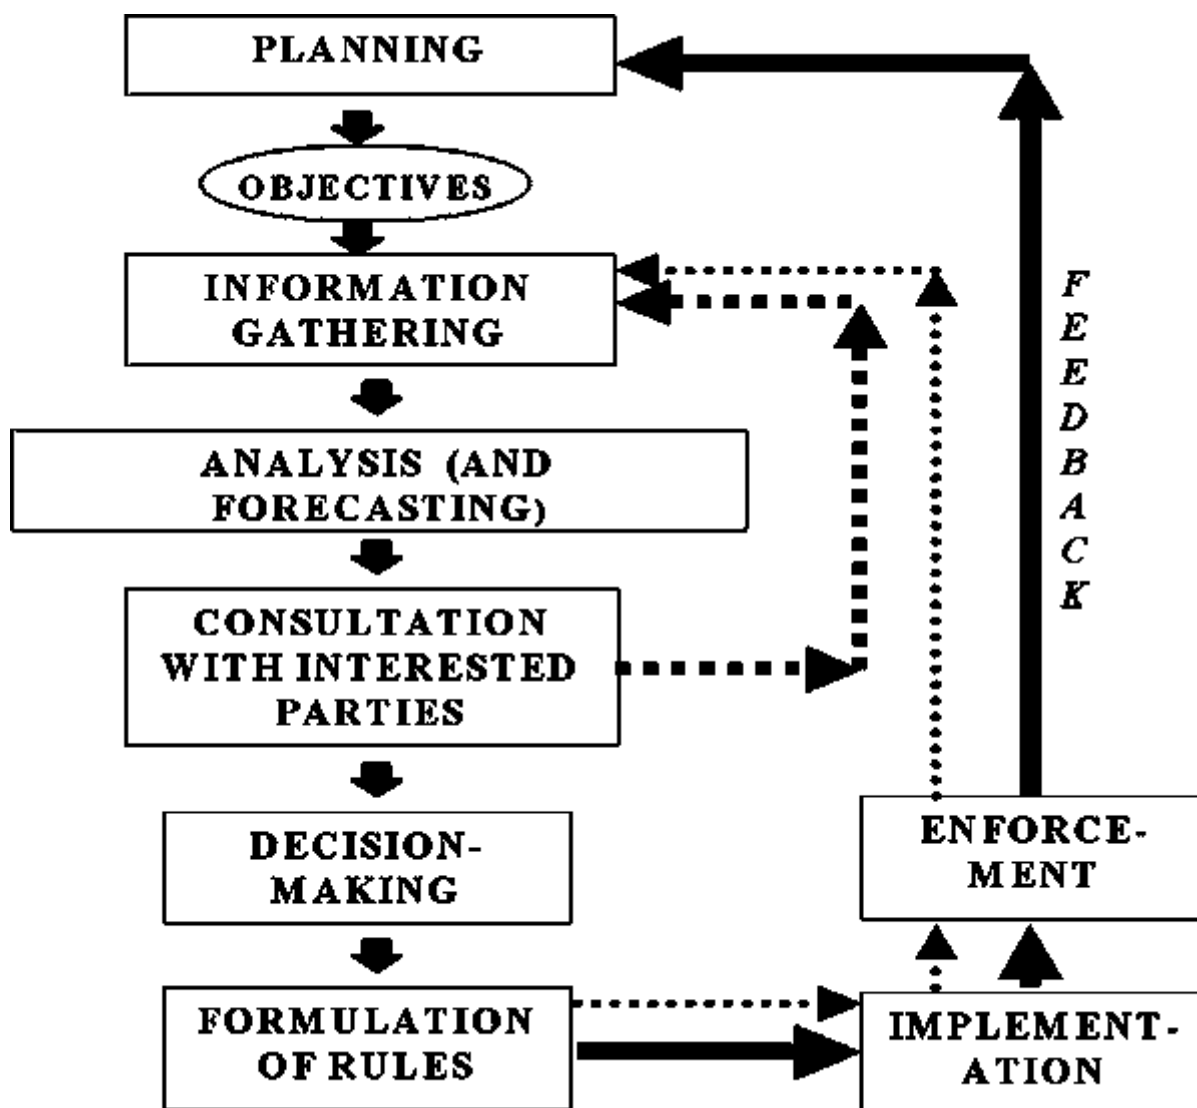 PLANNING
OBJECTIVES
INFORMATION
GATHERING
ANALYSIS (AND
FORECASTING)
CONSULTATION
WITH INTERESTED
PARTIES
DECISION-
MAKING
FORMULATION
OF RULES
IMPLEMENT-
ATION
ENFORCE-
MENT
FEEDBACK